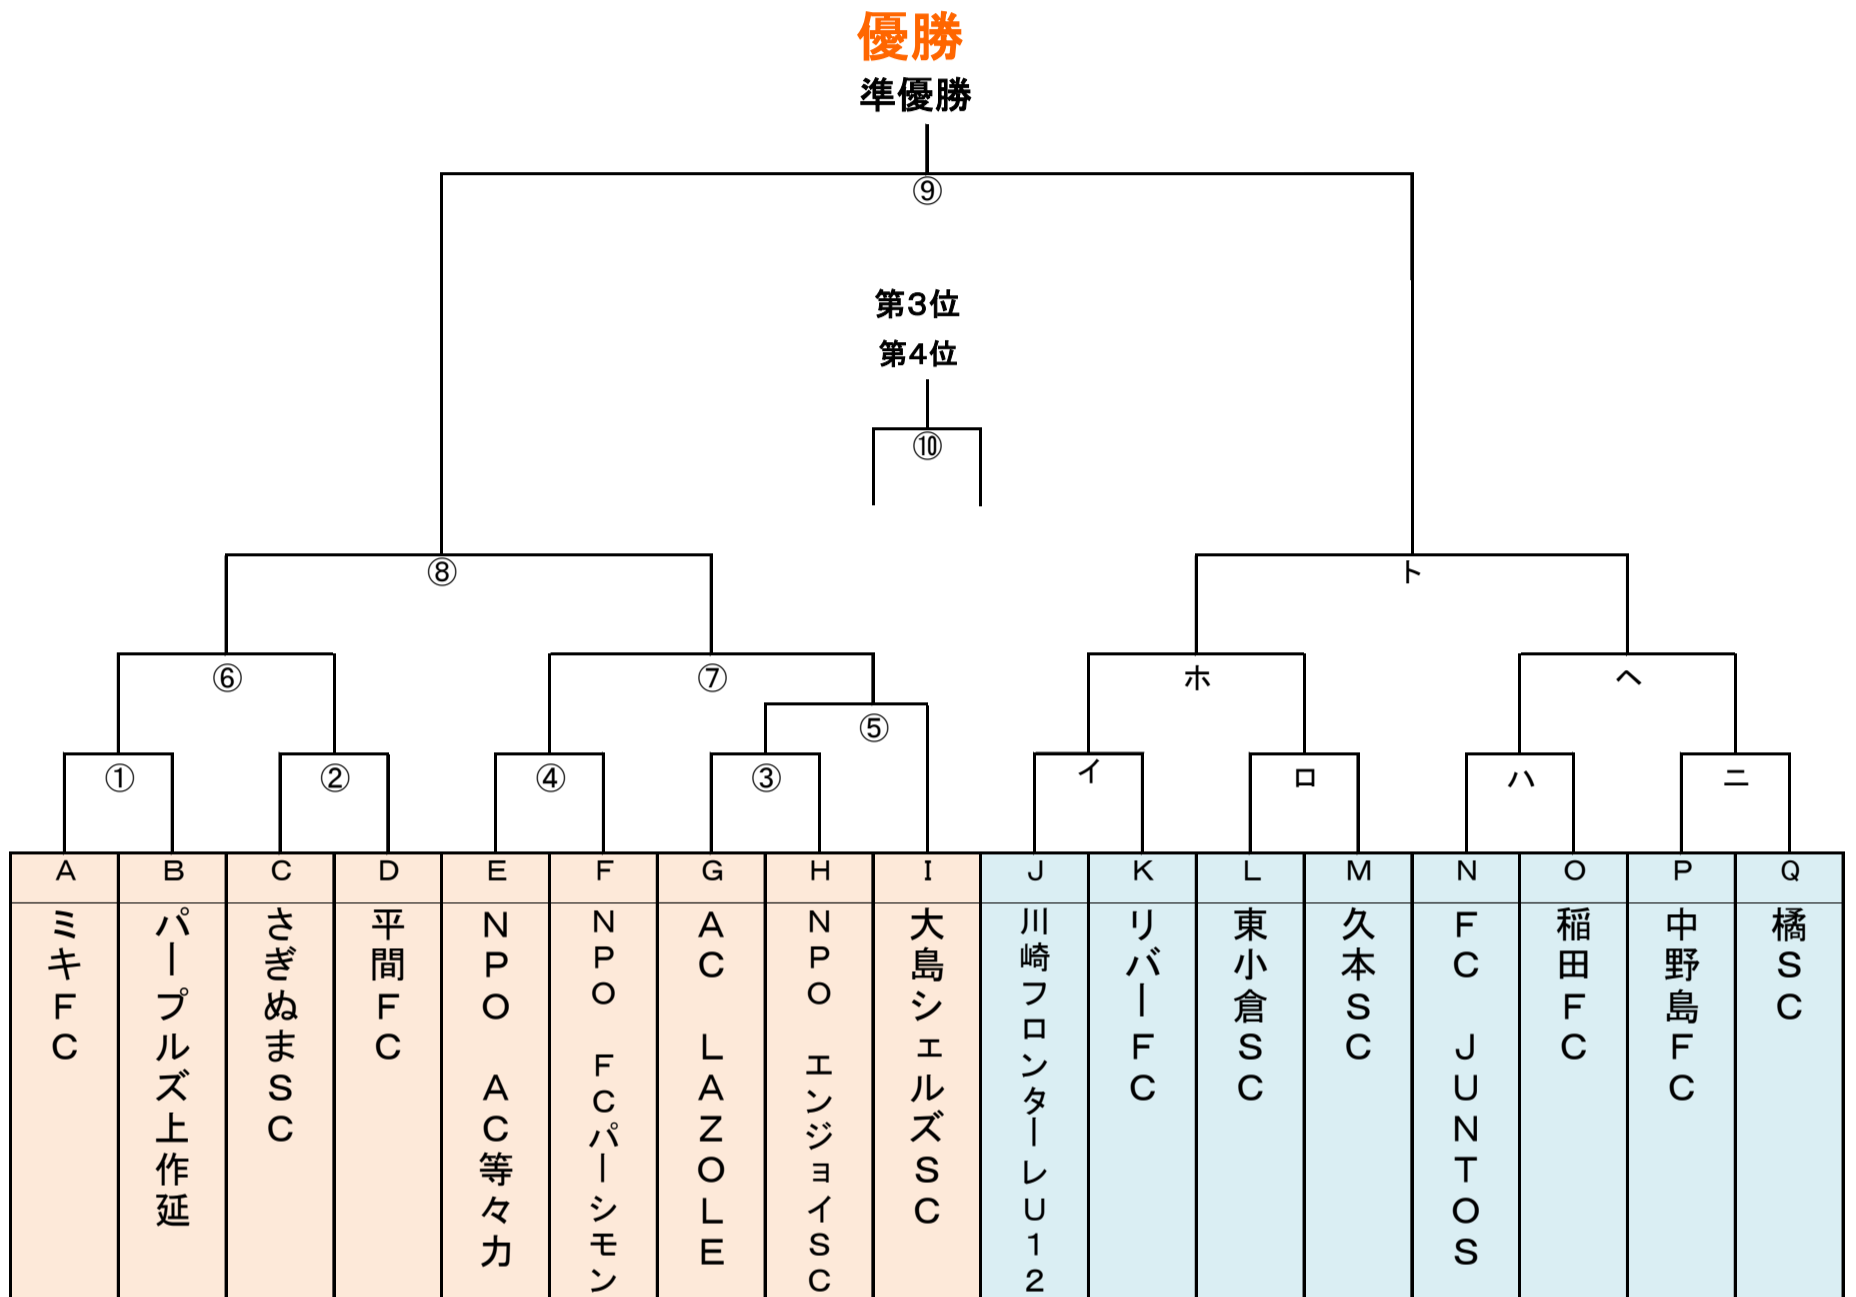 優勝
準優勝
⑨
第3位
第4位
⑩
⑧
ト
⑥
⑦
ホ
ヘ
⑤
①
②
④
③
イ
ロ
ハ
ニ
A B C D E F G H I J K L M N O P Q
ミキFC
パープルズ上作延
さぎぬまSC
平間FC
NPO AC等々力
NPO FCパーシモン
AC LAZOLE
NPO エンジョイSC
大島シェルズSC
川崎フロンターレU12
リバーFC
東小倉SC
久本SC
FC JUNTOS
稲田FC
中野島FC
橘SC